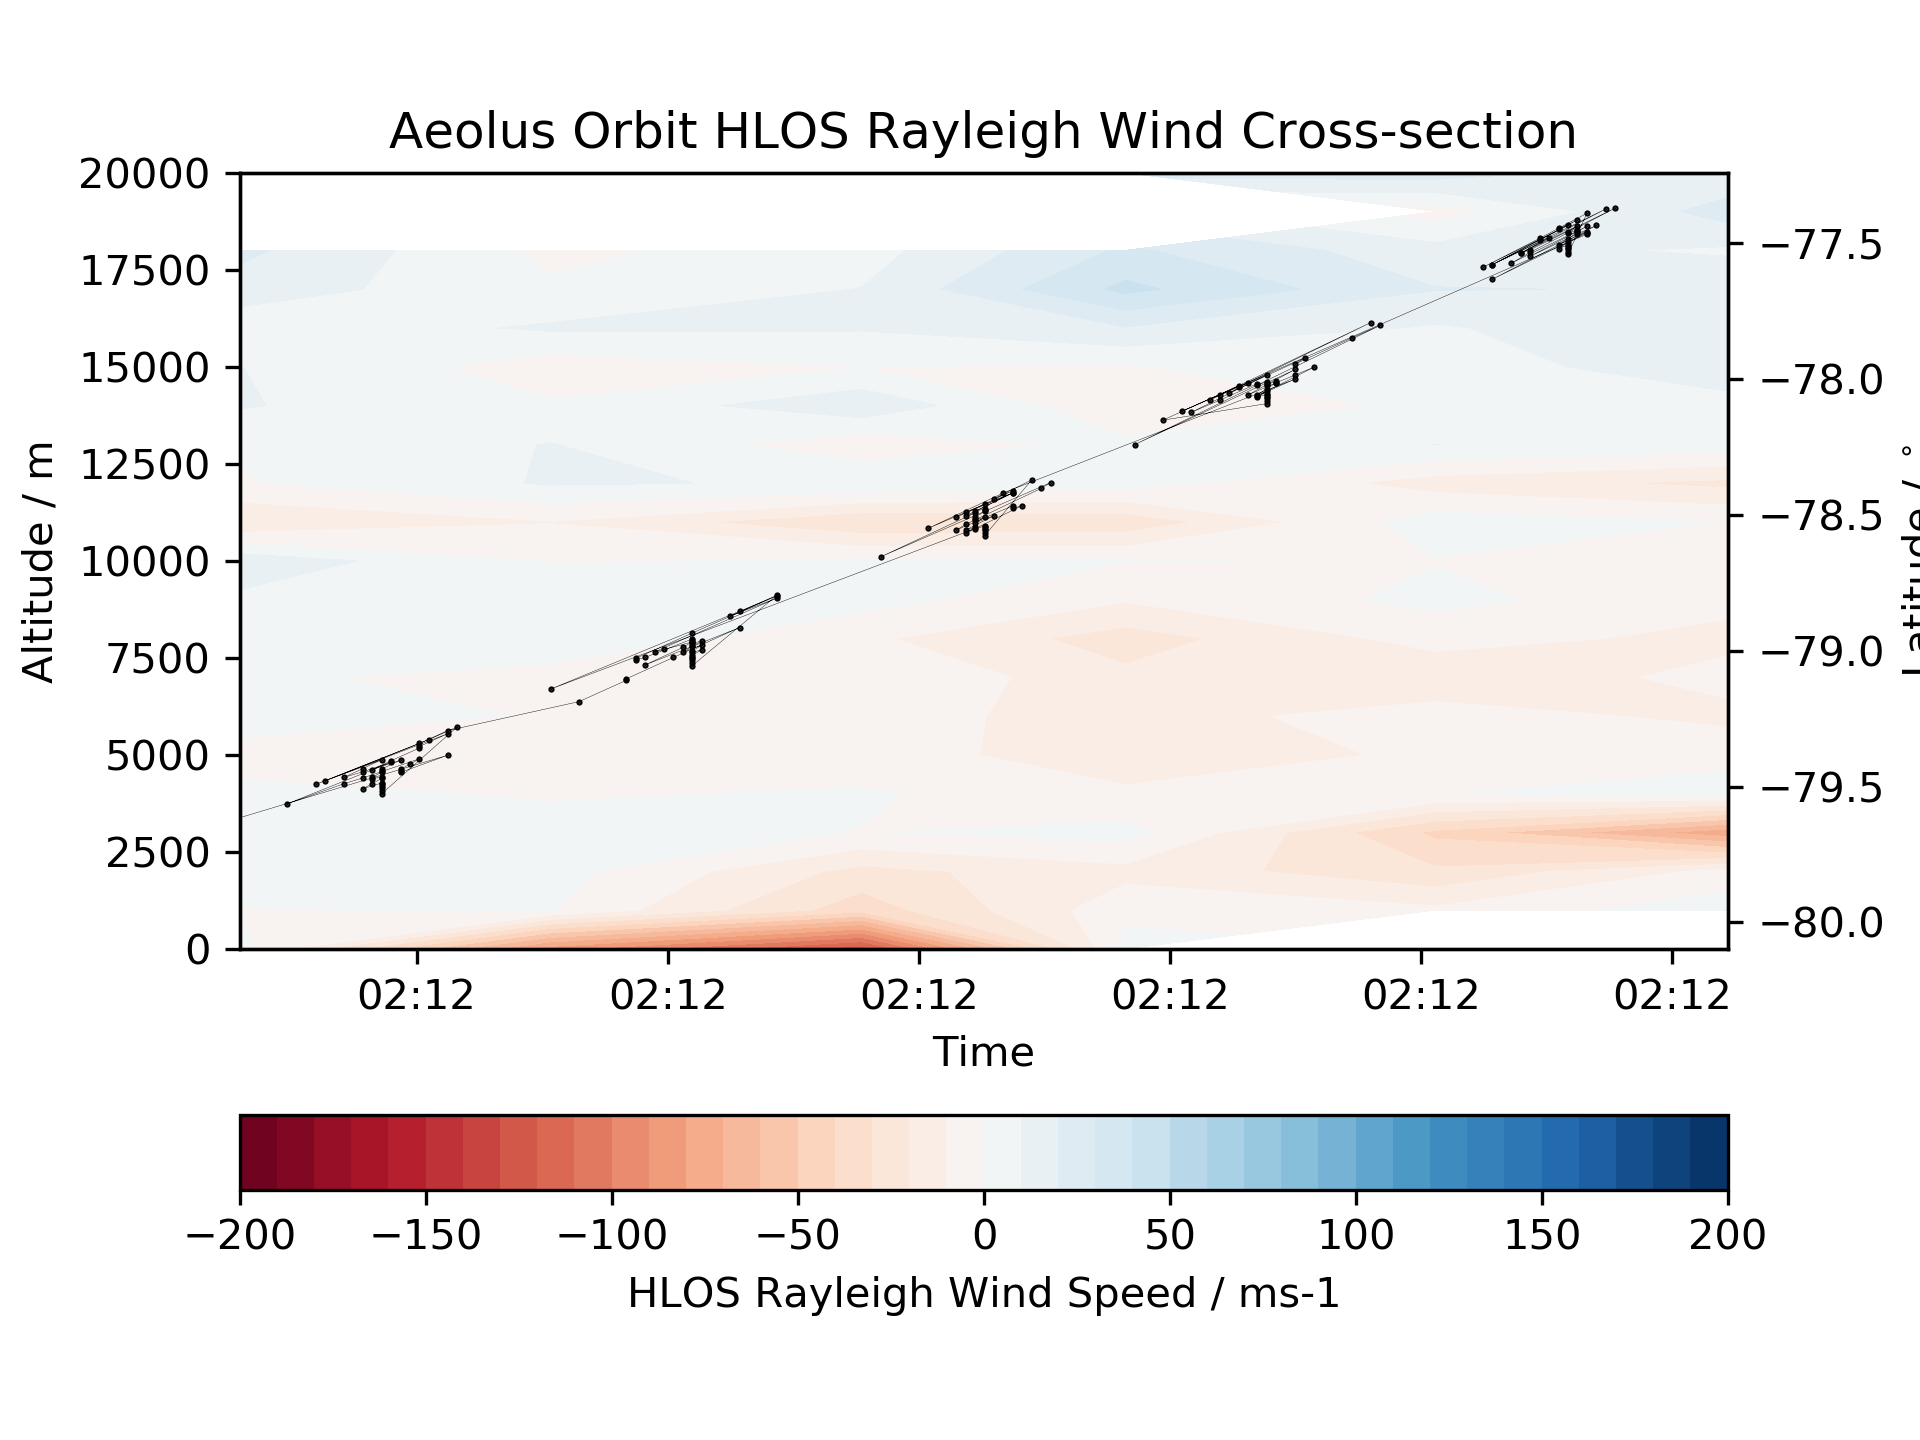 Aeolus Orbit HLOS Rayleigh Wind Cross-section
20000
17500
15000
12500
10000
7500
5000
2500
0
Altitude / m
−77.5
−78.0
−78.5
−79.0
−79.5
−80.0
Latitude / °
02:12 02:12 02:12 02:12 02:12 02:12
Time
−200 −150 −100 −50 0 50 100 150 200
HLOS Rayleigh Wind Speed / ms-1